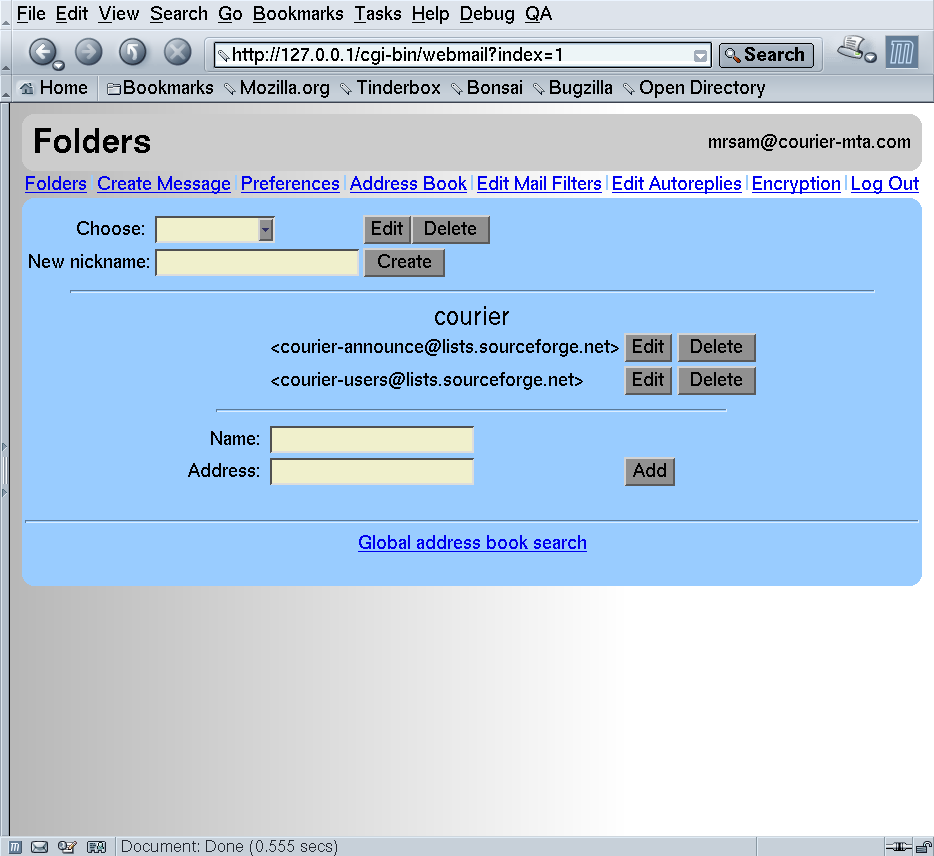 File Edit View Search Go Bookmarks Tasks Help Debug QA
http://127.0.0.1/cgi-bin/webmail?index=1 Search
Home Bookmarks Mozilla.org Tinderbox Bonsai Bugzilla Open Directory
Folders mrsam@courier-mta.com
Folders Create Message Preferences Address Book Edit Mail Filters Edit Autoreplies Encryption Log Out
Choose: Edit Delete
New nickname: Create
courier
<courier-announce@lists.sourceforge.net> Edit Delete
<courier-users@lists.sourceforge.net> Edit Delete
Name:
Address: Add
Global address book search
Document: Done (0.555 secs)